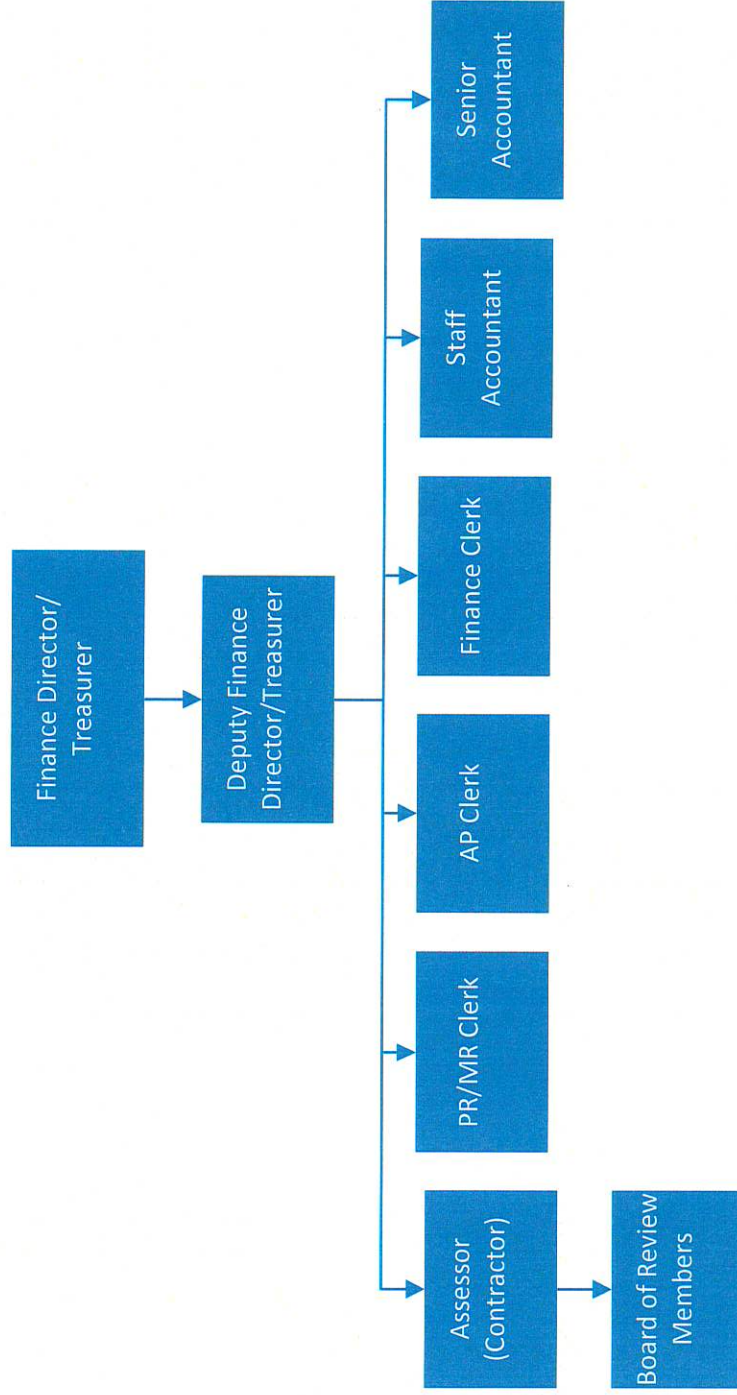 Finance Director/
Treasurer
Deputy Finance
Director/Treasurer
Assessor
(Contractor)
PR/MR Clerk
AP Clerk
Finance Clerk
Staff
Accountant
Senior
Accountant
Board of Review
Members